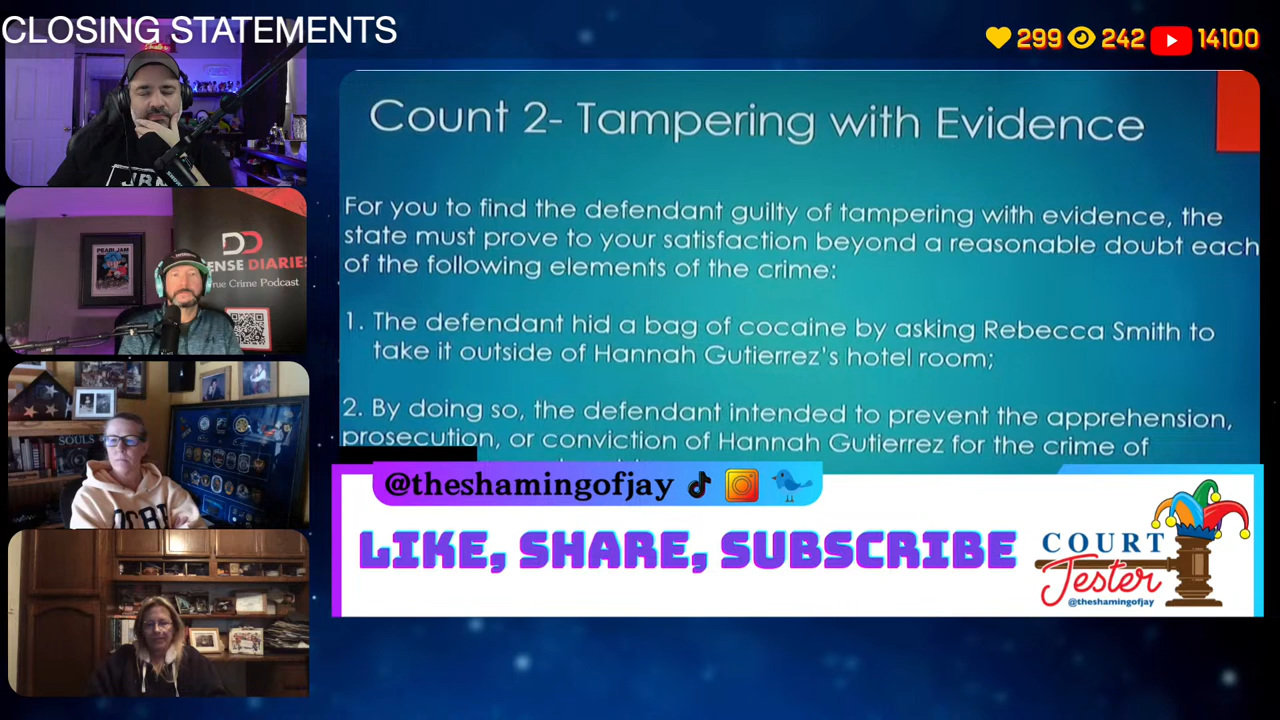 CLOSING STATEMENTS
299
242
14100
Count 2- Tampering with Evidence
For you to find the defendant guilty of tampering with evidence, the
state must prove to your satisfaction beyond a reasonable doubt each
of the following elements of the crime:
1. The defendant hid a bag of cocaine by asking Rebecca Smith to
take it outside of Hannah Gutierrez's hotel room;
2. By doing so, the defendant intended to prevent the apprehension,
prosecution, or conviction of Hannah Gutierrez for the crime of
PEARL JAM
DD
ENSE DIARIES
rue Crime Podcast
SOULS
@theshamingofjay
LIKE, SHARE, SUBSCRIBE
COURT
Jester
@theshamingofjay